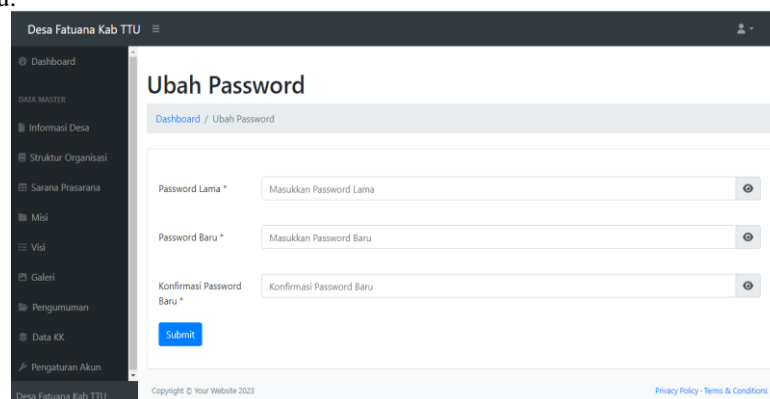 Desa Fatuana Kab TTU
Dashboard
DATA MASTER
Informasi Desa
Struktur Organisasi
Sarana Prasarana
Misi
Visi
Galeri
Pengumuman
Data KK
Pengaturan Akun
Desa Fatuana Kab TTU
Ubah Password
Dashboard / Ubah Password
Password Lama * Masukkan Password Lama
Password Baru * Masukkan Password Baru
Konfirmasi Password Konfirmasi Password Baru
Baru *
Submit
Copyright © Your Website 2023 Privacy Policy · Terms & Conditions